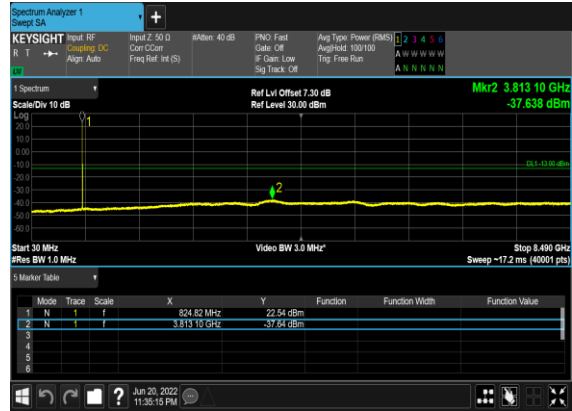 Spectrum Analyzer 1
Swept SA
+
KEYSIGHT Input: RF Input Z: 50 Ω #Atten: 40 dB PNO: Fast Avg Type: Power (RMS) 1 2 3 4 5 6
R T Coupling: DC Corr CCorr Gate: Off Avg|Hold: 100/100 A W W W W W
Align: Auto Freq Ref: Int (S) IF Gain: Low Trig: Free Run
Sig Track: Off A N N N N N
1 Spectrum
Ref Lvl Offset 7.30 dB Mkr2 3.813 10 GHz
Scale/Div 10 dB Ref Level 30.00 dBm -37.638 dBm
Log
1
20.0
10.0
0.00
-10.0
DL1 -13.00 dBm
-20.0
-30.0
2
-40.0
-50.0
-60.0
Start 30 MHz Video BW 3.0 MHz* Stop 8.490 GHz
#Res BW 1.0 MHz Sweep ~17.2 ms (40001 pts)
5 Marker Table
Mode Trace Scale X Y Function Function Width Function Value
1 N 1 f 824.82 MHz 22.54 dBm
2 N 1 f 3.813 10 GHz -37.64 dBm
3
4
5
6
? Jun 20, 2022
11:35:15 PM